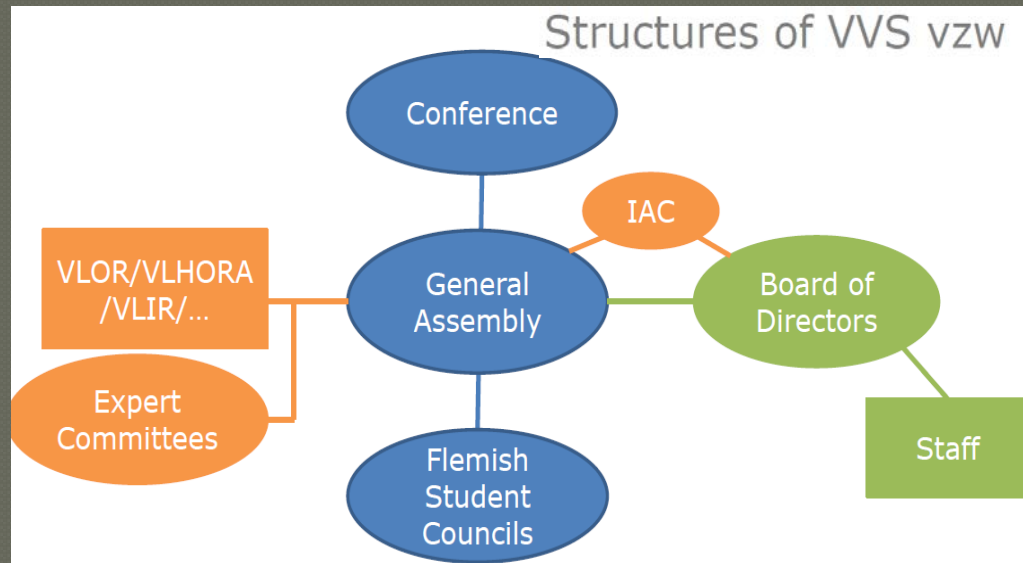 Structures of VVS vzw
Conference
IAC
VLOR/VLHORA
/VLIR/...
General
Assembly
Board of
Directors
Expert
Committees
Staff
Flemish
Student
Councils